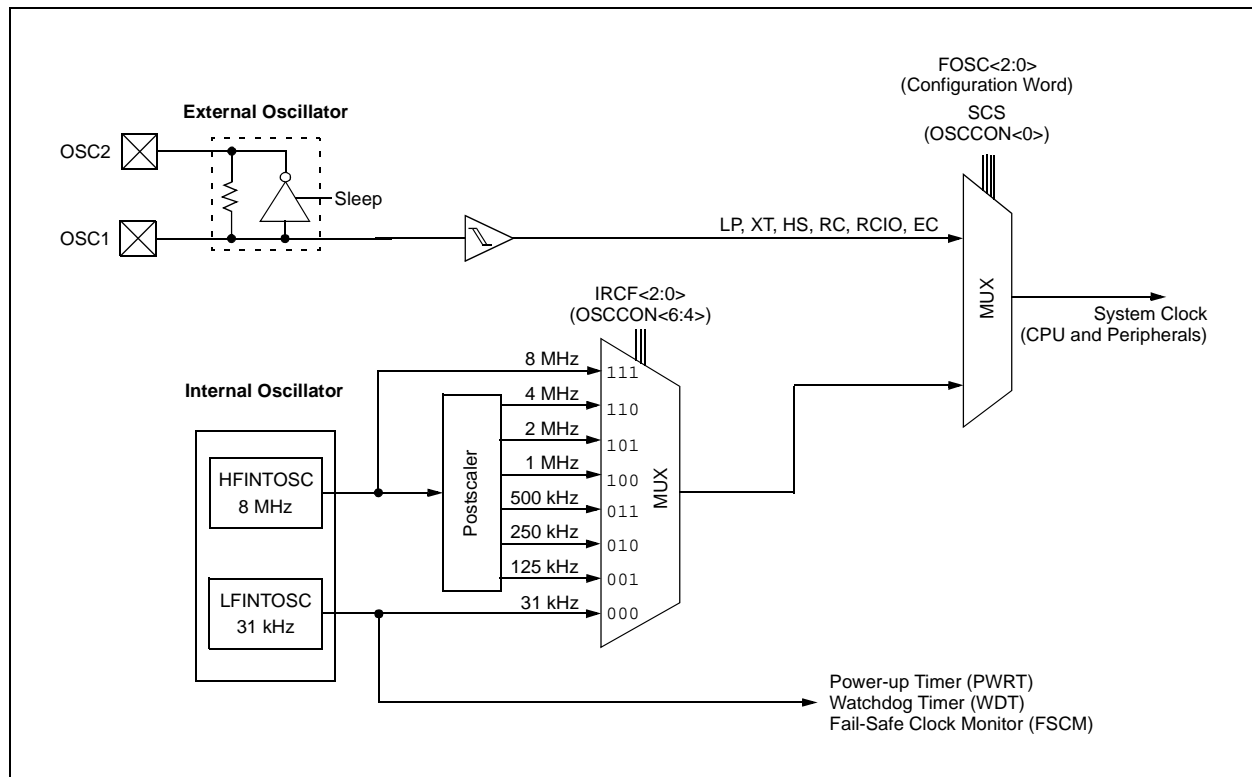 FOSC<2:0>
(Configuration Word)
SCS
(OSCCON<0>)
External Oscillator
OSC2
Sleep
OSC1
LP, XT, HS, RC, RCIO, EC
IRCF<2:0>
(OSCCON<6:4>)
MUX
System Clock
(CPU and Peripherals)
Internal Oscillator
HFINTOSC
8 MHz
LFINTOSC
31 kHz
Postscaler
8 MHz
111
4 MHz
110
2 MHz
101
1 MHz
100
500 kHz
011
250 kHz
010
125 kHz
001
31 kHz
000
MUX
Power-up Timer (PWRT)
Watchdog Timer (WDT)
Fail-Safe Clock Monitor (FSCM)